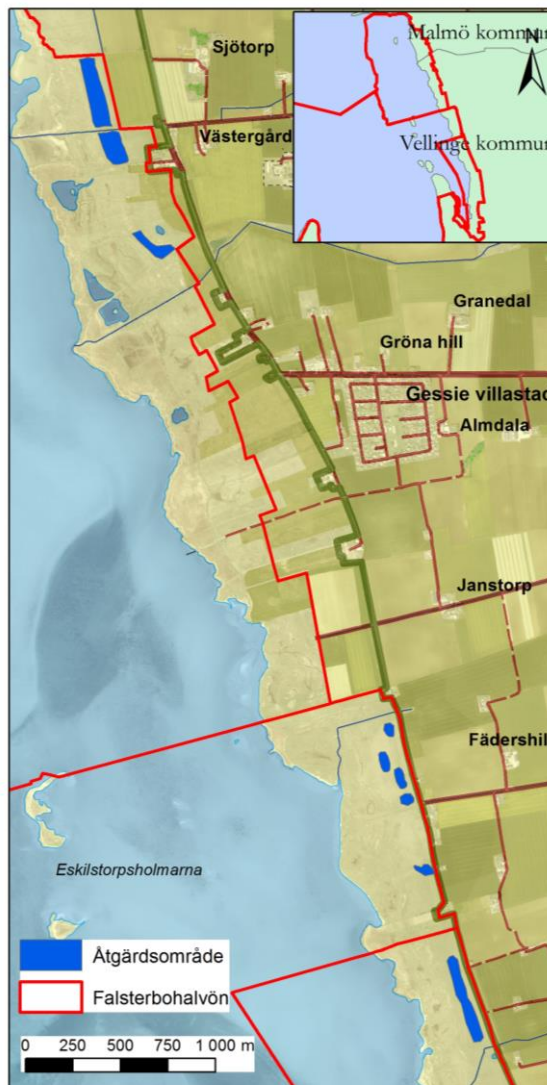 Sjötorp
Malmö kommun
N
Västergård
Vellinge kommun
Granedal
Gröna hill
Gessie villastad
Almdala
Janstorp
Fädershil
Eskilstorpsholmarna
Åtgärdsområde
Falsterbohalvön
0 250 500 1 000 m